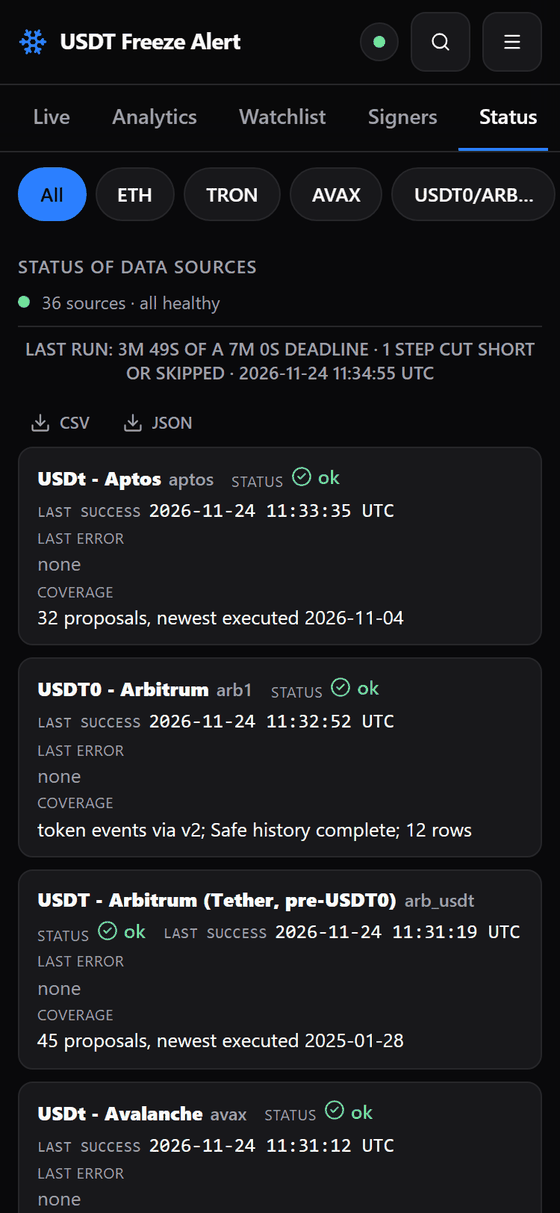 USDT Freeze Alert
Live Analytics Watchlist Signers Status
All ETH TRON AVAX USDT0/ARB...
STATUS OF DATA SOURCES
36 sources · all healthy
LAST RUN: 3M 49S OF A 7M 0S DEADLINE · 1 STEP CUT SHORT
OR SKIPPED · 2026-11-24 11:34:55 UTC
CSV JSON
USDt - Aptos aptos STATUS ok
LAST SUCCESS 2026-11-24 11:33:35 UTC
LAST ERROR
none
COVERAGE
32 proposals, newest executed 2026-11-04
USDT0 - Arbitrum arb1 STATUS ok
LAST SUCCESS 2026-11-24 11:32:52 UTC
LAST ERROR
none
COVERAGE
token events via v2; Safe history complete; 12 rows
USDT - Arbitrum (Tether, pre-USDT0) arb_usdt
STATUS ok LAST SUCCESS 2026-11-24 11:31:19 UTC
LAST ERROR
none
COVERAGE
45 proposals, newest executed 2025-01-28
USDt - Avalanche avax STATUS ok
LAST SUCCESS 2026-11-24 11:31:12 UTC
LAST ERROR
none